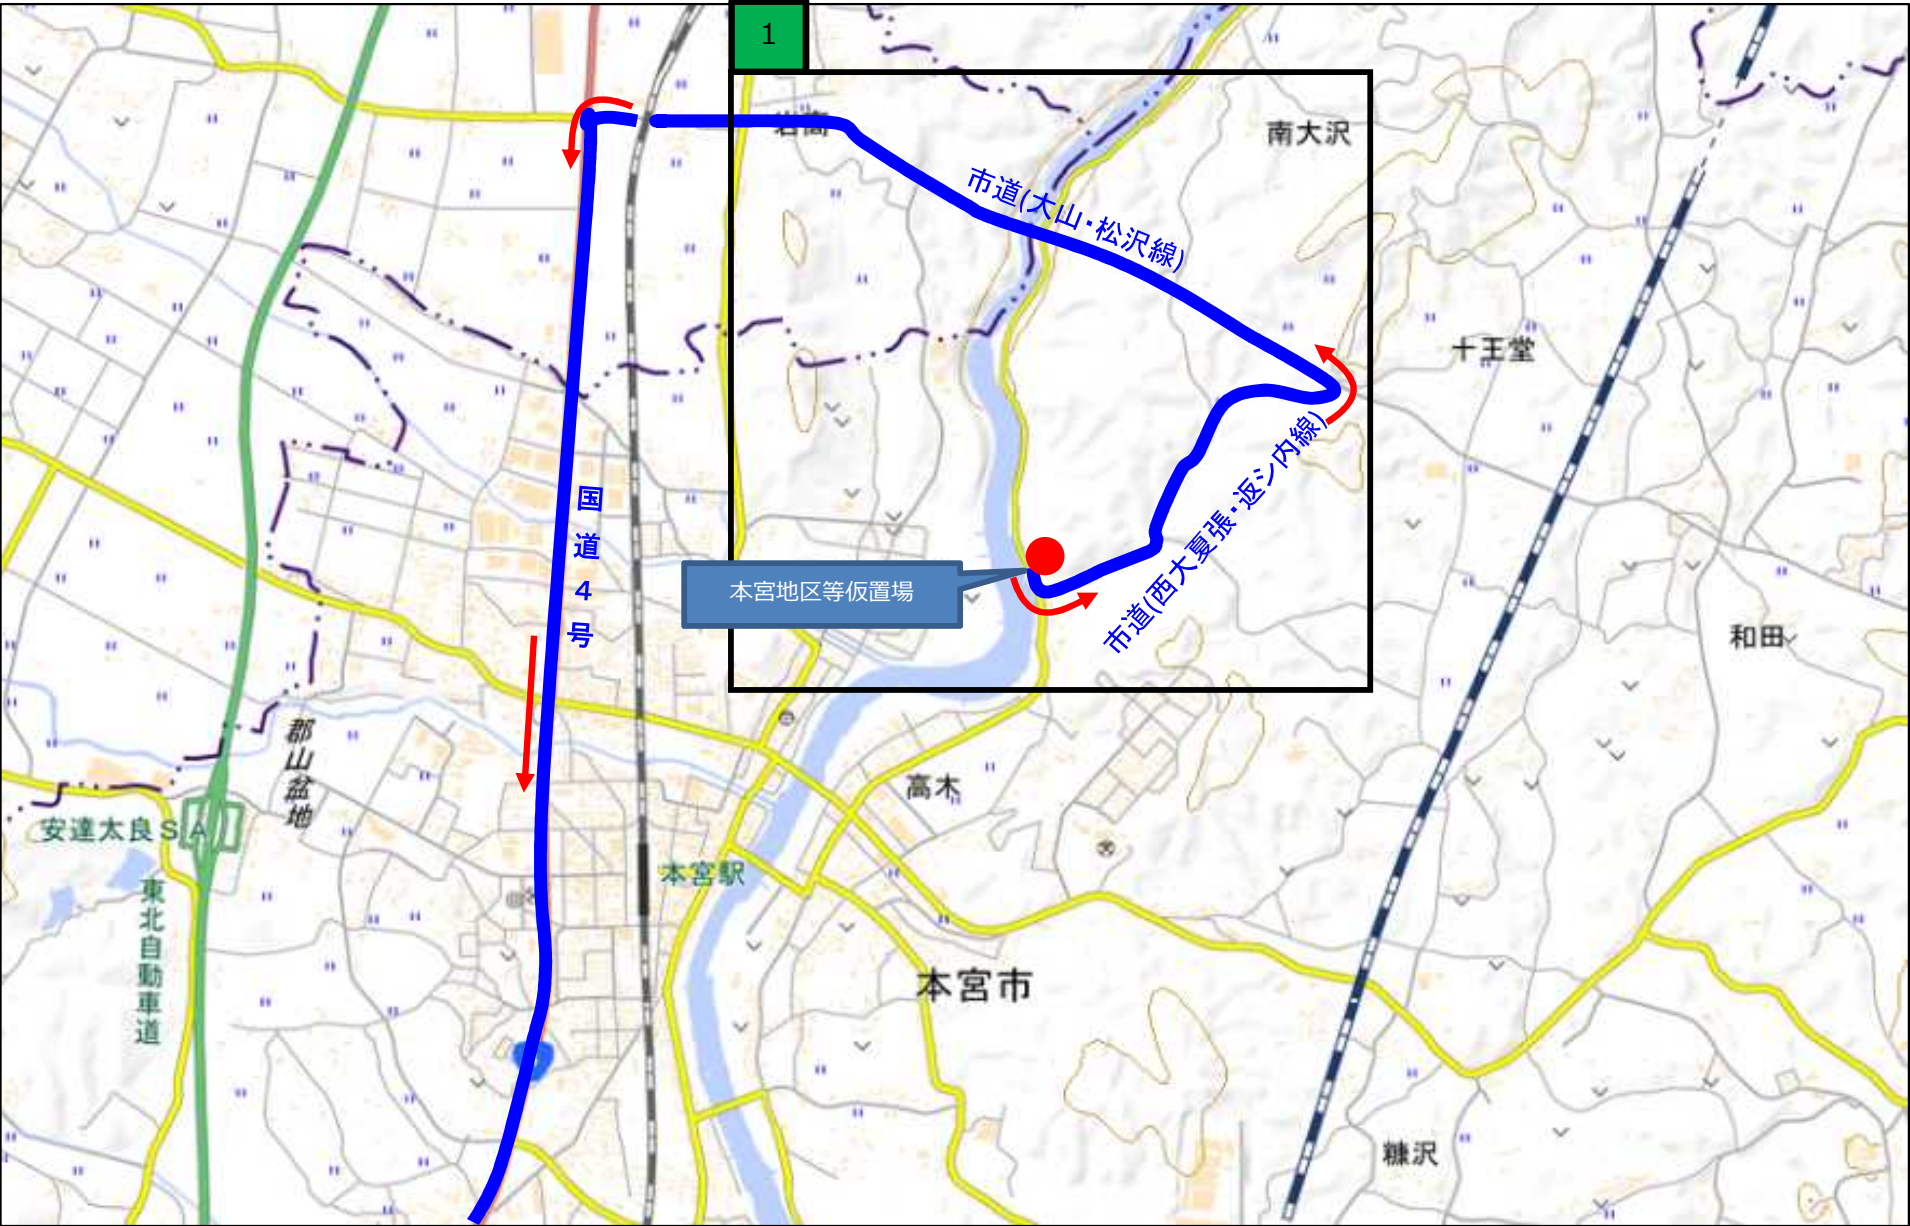 1
岩高
南大沢
市道(大山・松沢線)
十王堂
市道(西大夏張・返シ内線)
国道4号
本宮地区等仮置場
和田
郡山盆地
高木
安達太良SA
本宮駅
東北自動車道
本宮市
糠沢